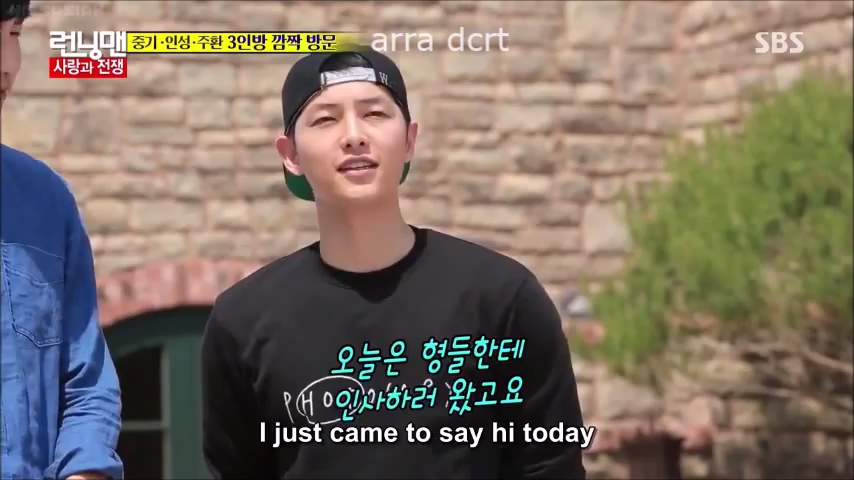 런닝맨
사랑과 전쟁
중기·인성·주환 3인방 깜짝 방문
arra dcrt
SBS
W.
오늘은 형들한테
인사하러 왔고요
I just came to say hi today